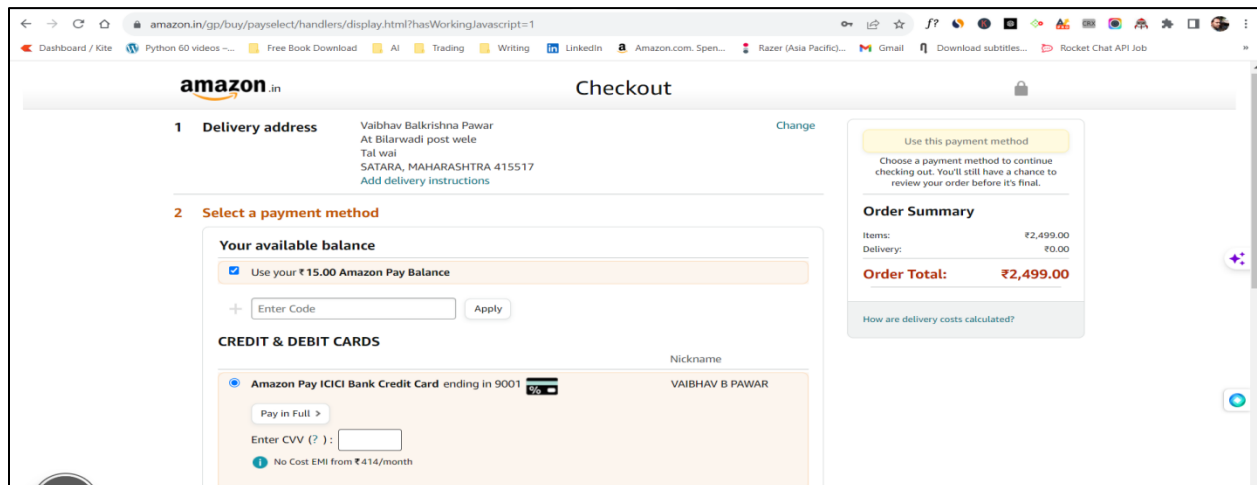 amazon.in/gp/buy/payselect/handlers/display.html?hasWorkingJavascript=1
Dashboard / Kite Python 60 videos -... Free Book Download AI Trading Writing LinkedIn Amazon.com. Spen... Razer (Asia Pacific)... Gmail Download subtitles... Rocket Chat API Job »
amazon.in Checkout
1 Delivery address Vaibhav Balkrishna Pawar Change
At Bilarwadi post wele
Tal wai
SATARA, MAHARASHTRA 415517
Add delivery instructions
2 Select a payment method
Your available balance
Use your ₹15.00 Amazon Pay Balance
Enter Code Apply
CREDIT & DEBIT CARDS
Nickname
Amazon Pay ICICI Bank Credit Card ending in 9001 VAIBHAV B PAWAR
Pay in Full >
Enter CVV (? ) :
No Cost EMI from ₹414/month
Use this payment method
Choose a payment method to continue
checking out. You'll still have a chance to
review your order before it's final.
Order Summary
Items: ₹2,499.00
Delivery: ₹0.00
Order Total: ₹2,499.00
How are delivery costs calculated?